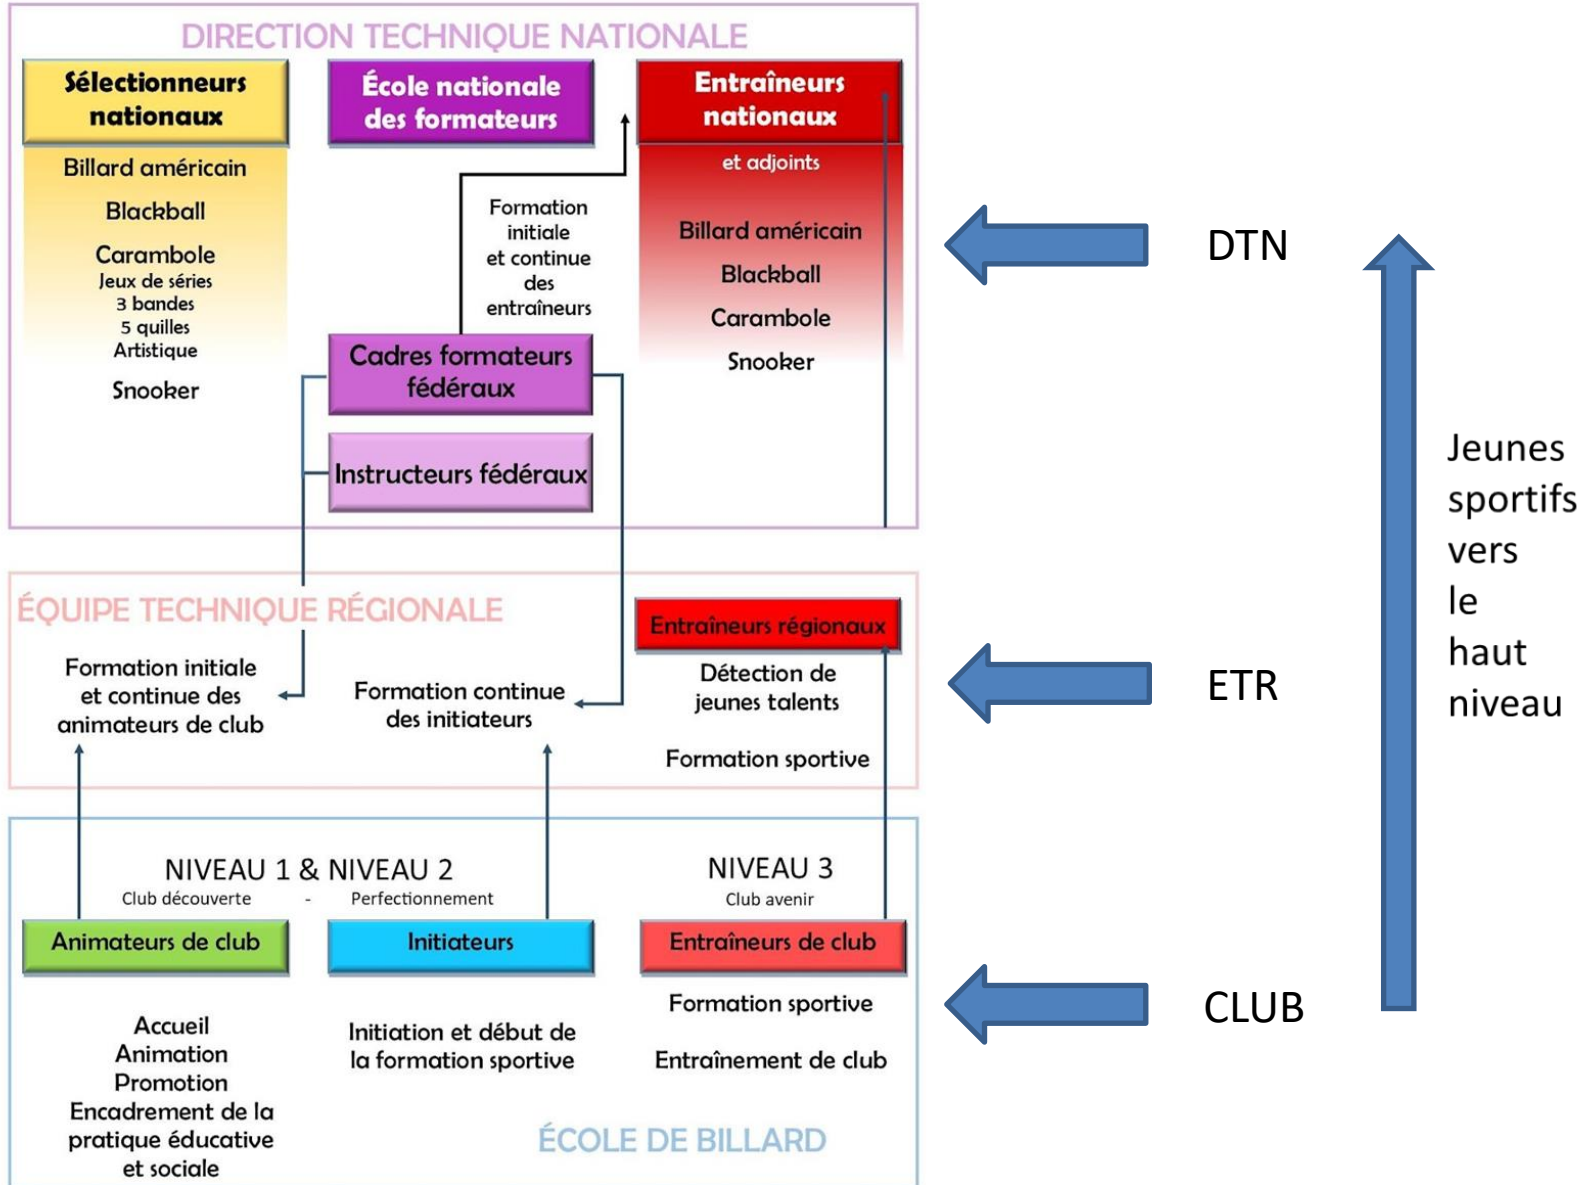 DIRECTION TECHNIQUE NATIONALE
Sélectionneurs
nationaux
Billard américain
Blackball
Carambole
Jeux de séries
3 bandes
5 quilles
Artistique
Snooker
École nationale
des formateurs
Formation
initiale
et continue
des
entraîneurs
Cadres formateurs
fédéraux
Instructeurs fédéraux
Entraîneurs
nationaux
et adjoints
Billard américain
Blackball
Carambole
Snooker
DTN
ÉQUIPE TECHNIQUE RÉGIONALE
Formation initiale
et continue des
animateurs de club
Formation continue
des initiateurs
Entraîneurs régionaux
Détection de
jeunes talents
Formation sportive
ETR
NIVEAU 1 & NIVEAU 2
Club découverte - Perfectionnement
NIVEAU 3
Club avenir
Animateurs de club
Accueil
Animation
Promotion
Encadrement de la
pratique éducative
et sociale
Initiateurs
Initiation et début de
la formation sportive
Entraîneurs de club
Formation sportive
Entraînement de club
ÉCOLE DE BILLARD
CLUB
Jeunes
sportifs
vers
le
haut
niveau